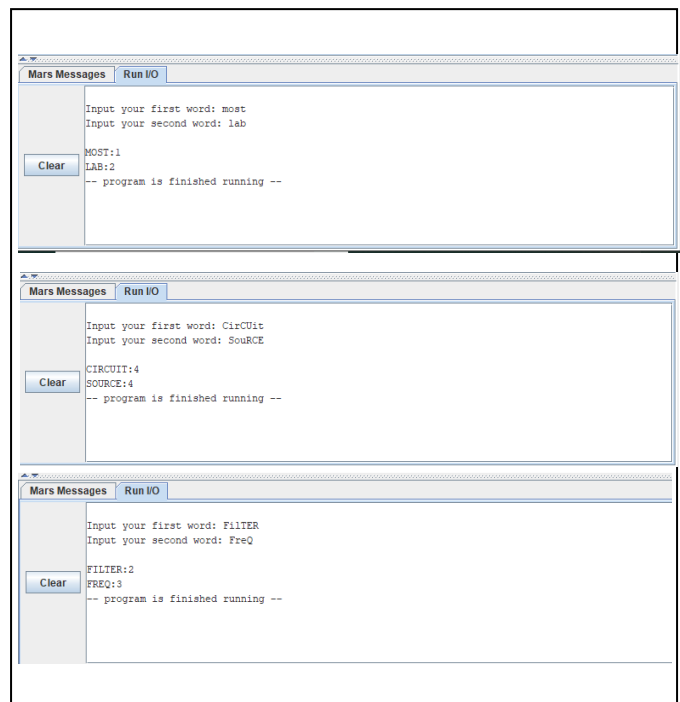 Mars Messages Run I/O
Input your first word: most
Input your second word: lab
MOST:1
Clear
LAB:2
-- program is finished running --
Mars Messages Run I/O
Input your first word: CirCUit
Input your second word: SouRCE
CIRCUIT:4
Clear
SOURCE:4
-- program is finished running --
Mars Messages Run I/O
Input your first word: FilTER
Input your second word: FreQ
FILTER:2
Clear
FREQ:3
-- program is finished running --